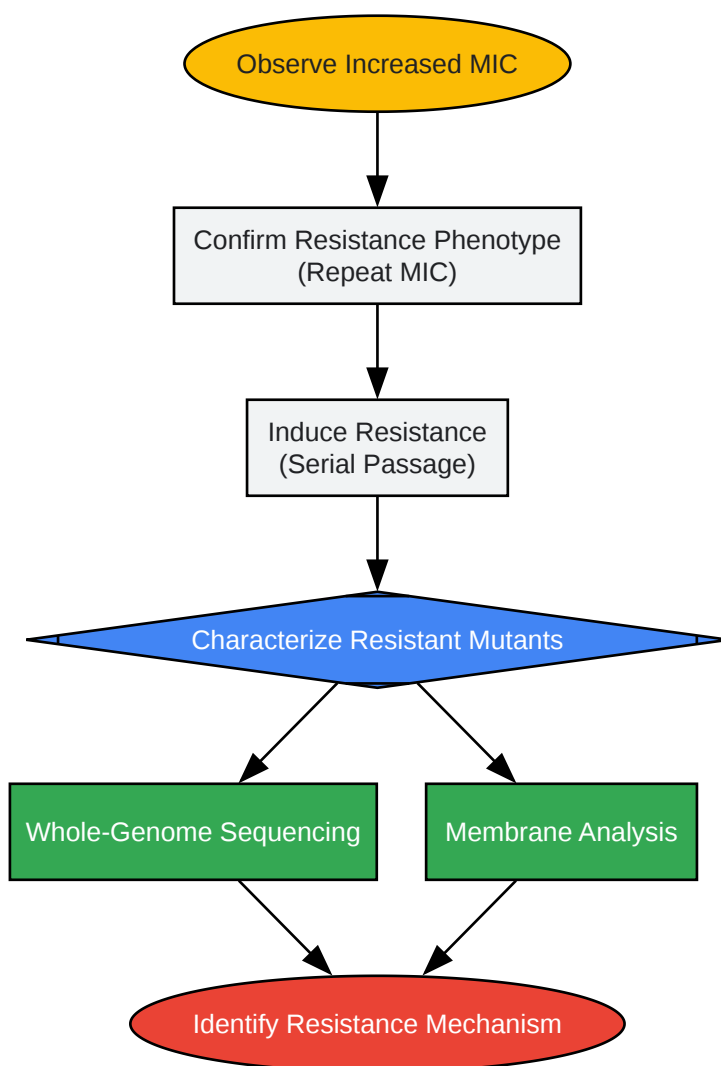 Observe Increased MIC
Confirm Resistance Phenotype
(Repeat MIC)
Induce Resistance
(Serial Passage)
Characterize Resistant Mutants
Whole-Genome Sequencing
Membrane Analysis
Identify Resistance Mechanism